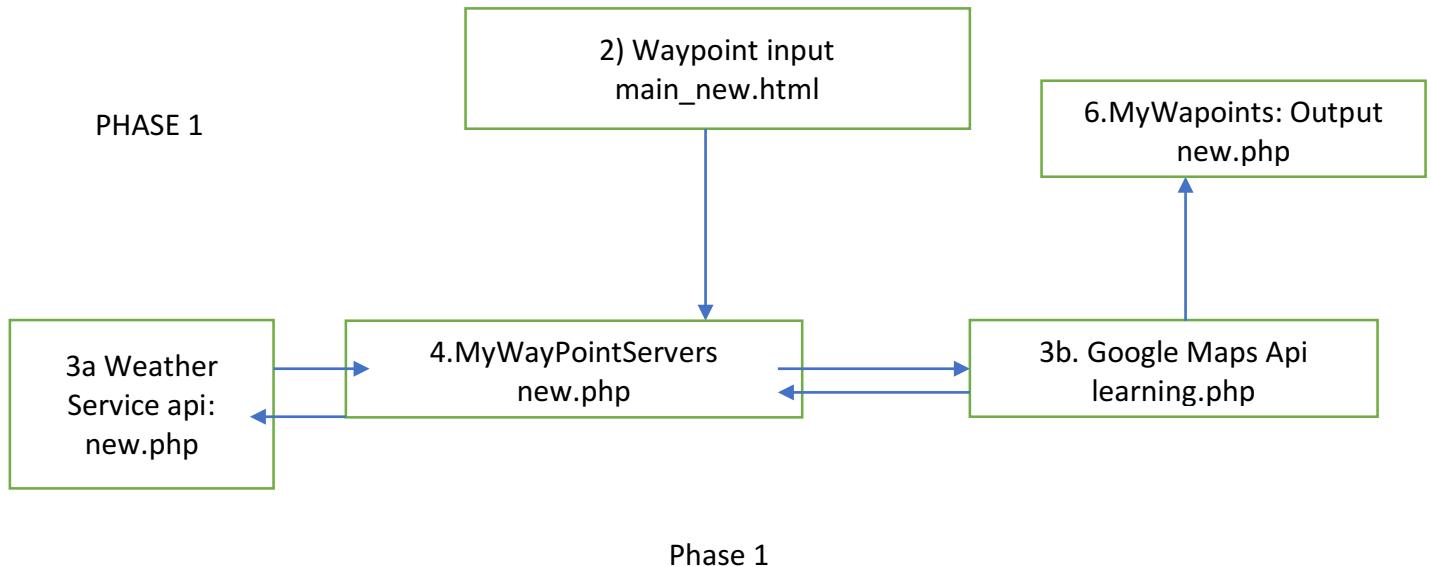 2) Waypoint input
main_new.html
PHASE 1
6.MyWapoints: Output
new.php
3a Weather
Service api:
new.php
4.MyWayPointServers
new.php
3b. Google Maps Api
learning.php
Phase 1